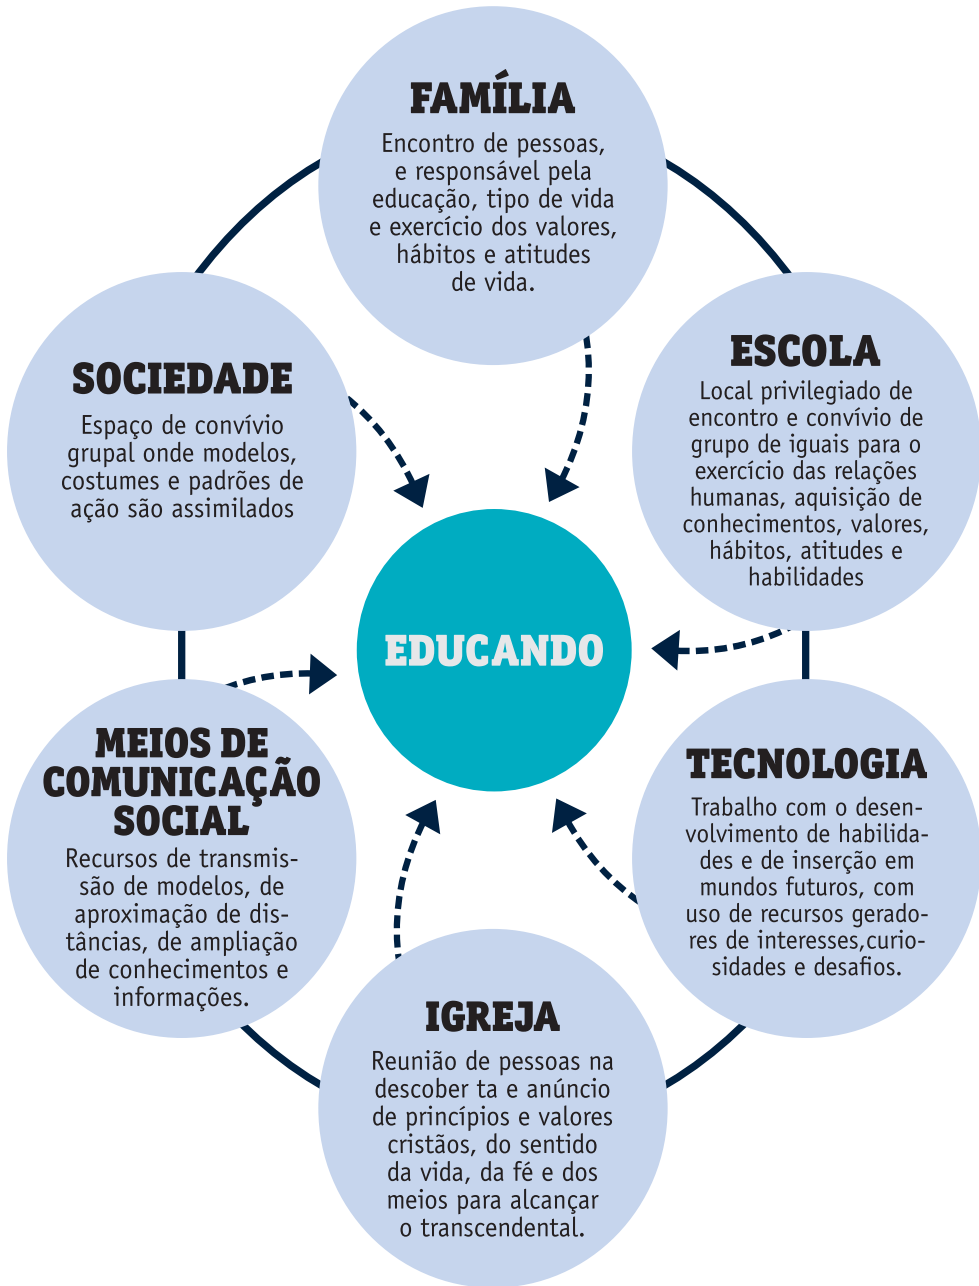 FAMÍLIA
Encontro de pessoas,
e responsável pela
educação, tipo de vida
e exercício dos valores,
hábitos e atitudes
de vida.
ESCOLA
Local privilegiado de
encontro e convívio de
grupo de iguais para o
exercício das relações
humanas, aquisição de
conhecimentos, valores,
hábitos, atitudes e
habilidades
SOCIEDADE
Espaço de convívio
grupal onde modelos,
costumes e padrões de
ação são assimilados
EDUCANDO
MEIOS DE
COMUNICAÇÃO
SOCIAL
Recursos de transmis-
são de modelos, de
aproximação de dis-
tâncias, de ampliação
de conhecimentos e
informações.
TECNOLOGIA
Trabalho com o desen-
volvimento de habilida-
des e de inserção em
mundos futuros, com
uso de recursos gerado-
res de interesses,curio-
sidades e desafios.
IGREJA
Reunião de pessoas na
descober ta e anúncio
de princípios e valores
cristãos, do sentido
da vida, da fé e dos
meios para alcançar
o transcendental.